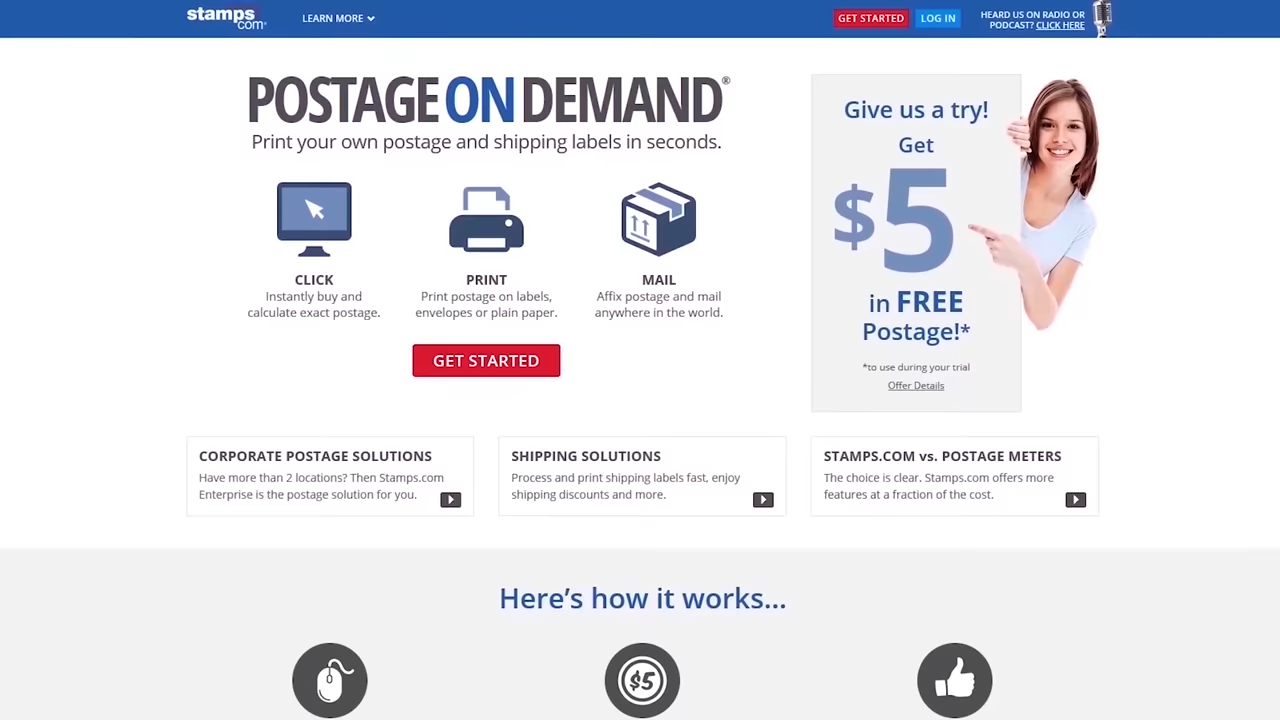 stamps
.com®
LEARN MORE
GET STARTED
LOG IN
HEARD US ON RADIO OR
PODCAST? CLICK HERE
POSTAGE ON DEMAND®
Print your own postage and shipping labels in seconds.
CLICK
Instantly buy and
calculate exact postage.
PRINT
Print postage on labels,
envelopes or plain paper.
MAIL
Affix postage and mail
anywhere in the world.
GET STARTED
Give us a try!
Get
$5
in FREE
Postage!*
*to use during your trial
Offer Details
CORPORATE POSTAGE SOLUTIONS
Have more than 2 locations? Then Stamps.com
Enterprise is the postage solution for you.
SHIPPING SOLUTIONS
Process and print shipping labels fast, enjoy
shipping discounts and more.
STAMPS.COM vs. POSTAGE METERS
The choice is clear. Stamps.com offers more
features at a fraction of the cost.
Here's how it works...
$5